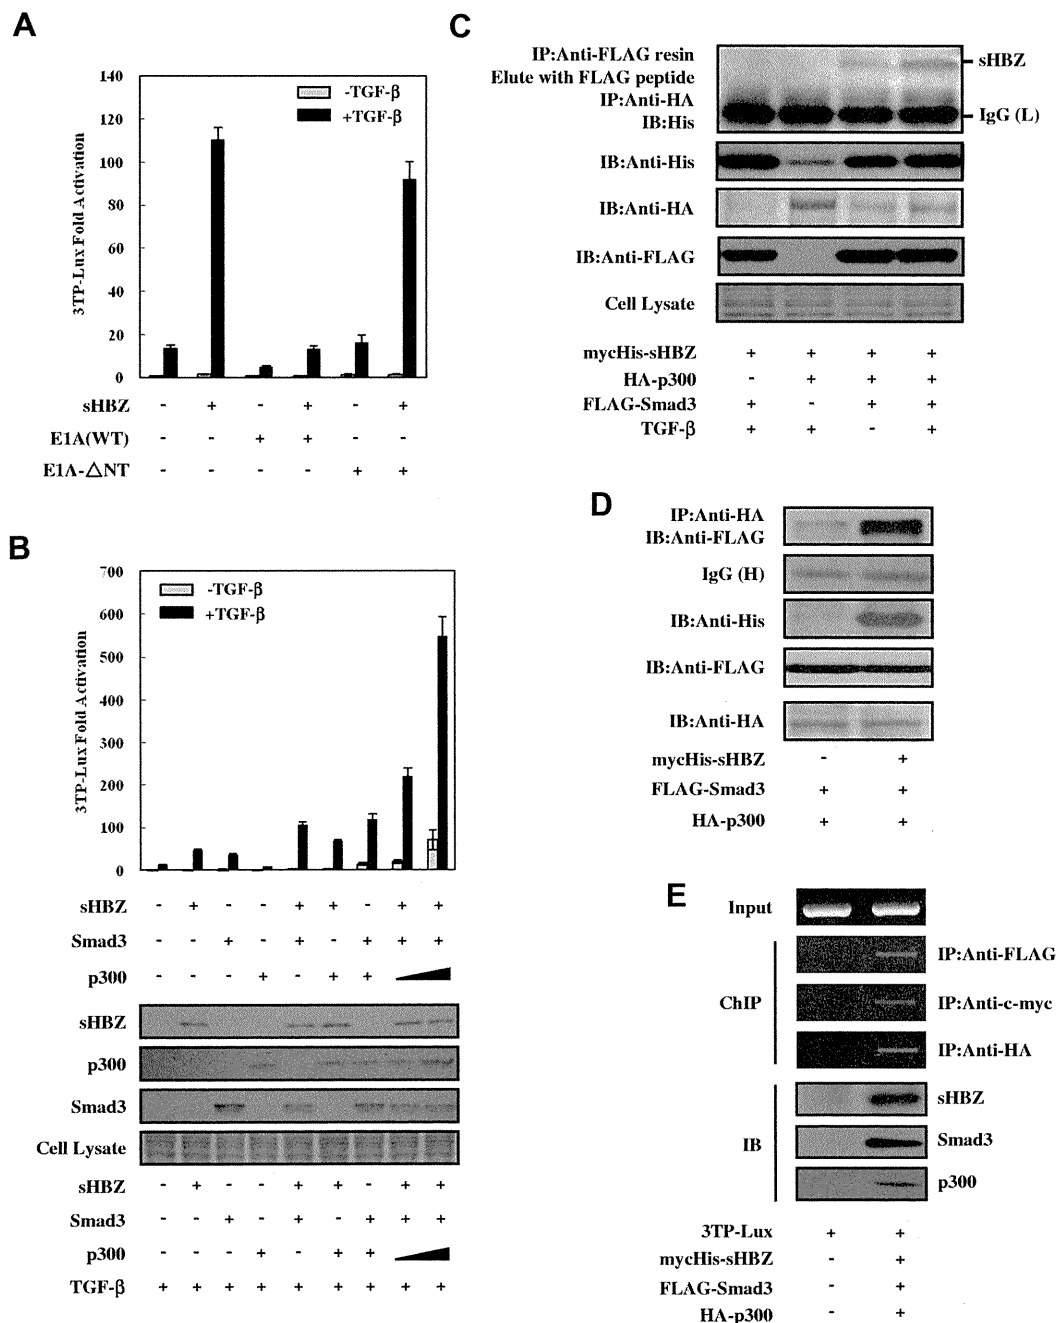 A
140
120
100
80
60
40
20
0
3TP-Lux Fold Activation
-TGF-β
+TGF-β
sHBZ - + - + - +
E1A(WT) - - + + - -
E1A-△NT - - - - + +
B
700
600
500
400
300
200
100
0
3TP-Lux Fold Activation
-TGF-β
+TGF-β
sHBZ - + - - + + - + +
Smad3 - - + - + - + + +
p300 - - - + - + +
sHBZ
p300
Smad3
Cell Lysate
sHBZ - + - - + + - + +
Smad3 - - + - + - + + +
p300 - - - + - + +
TGF-β + + + + + + + + +
C
IP:Anti-FLAG resin
Elute with FLAG peptide
IP:Anti-HA
IB:His
sHBZ
IgG (L)
IB:Anti-His
IB:Anti-HA
IB:Anti-FLAG
Cell Lysate
mycHis-sHBZ + + + +
HA-p300 - + + +
FLAG-Smad3 + - + +
TGF-β + + - +
D
IP:Anti-HA
IB:Anti-FLAG
IgG (H)
IB:Anti-His
IB:Anti-FLAG
IB:Anti-HA
mycHis-sHBZ - +
FLAG-Smad3 + +
HA-p300 + +
E
Input
ChIP
IP:Anti-FLAG
IP:Anti-c-myc
IP:Anti-HA
IB
sHBZ
Smad3
p300
3TP-Lux + +
mycHis-sHBZ - +
FLAG-Smad3 - +
HA-p300 - +